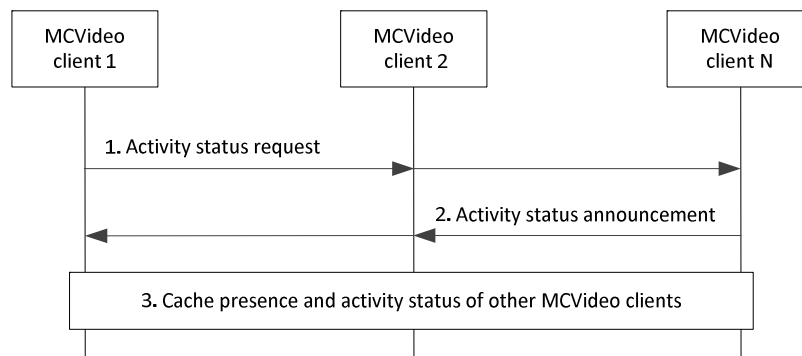 MCVideo
client 1
MCVideo
client 2
MCVideo
client N
1. Activity status request
2. Activity status announcement
3. Cache presence and activity status of other MCVideo clients